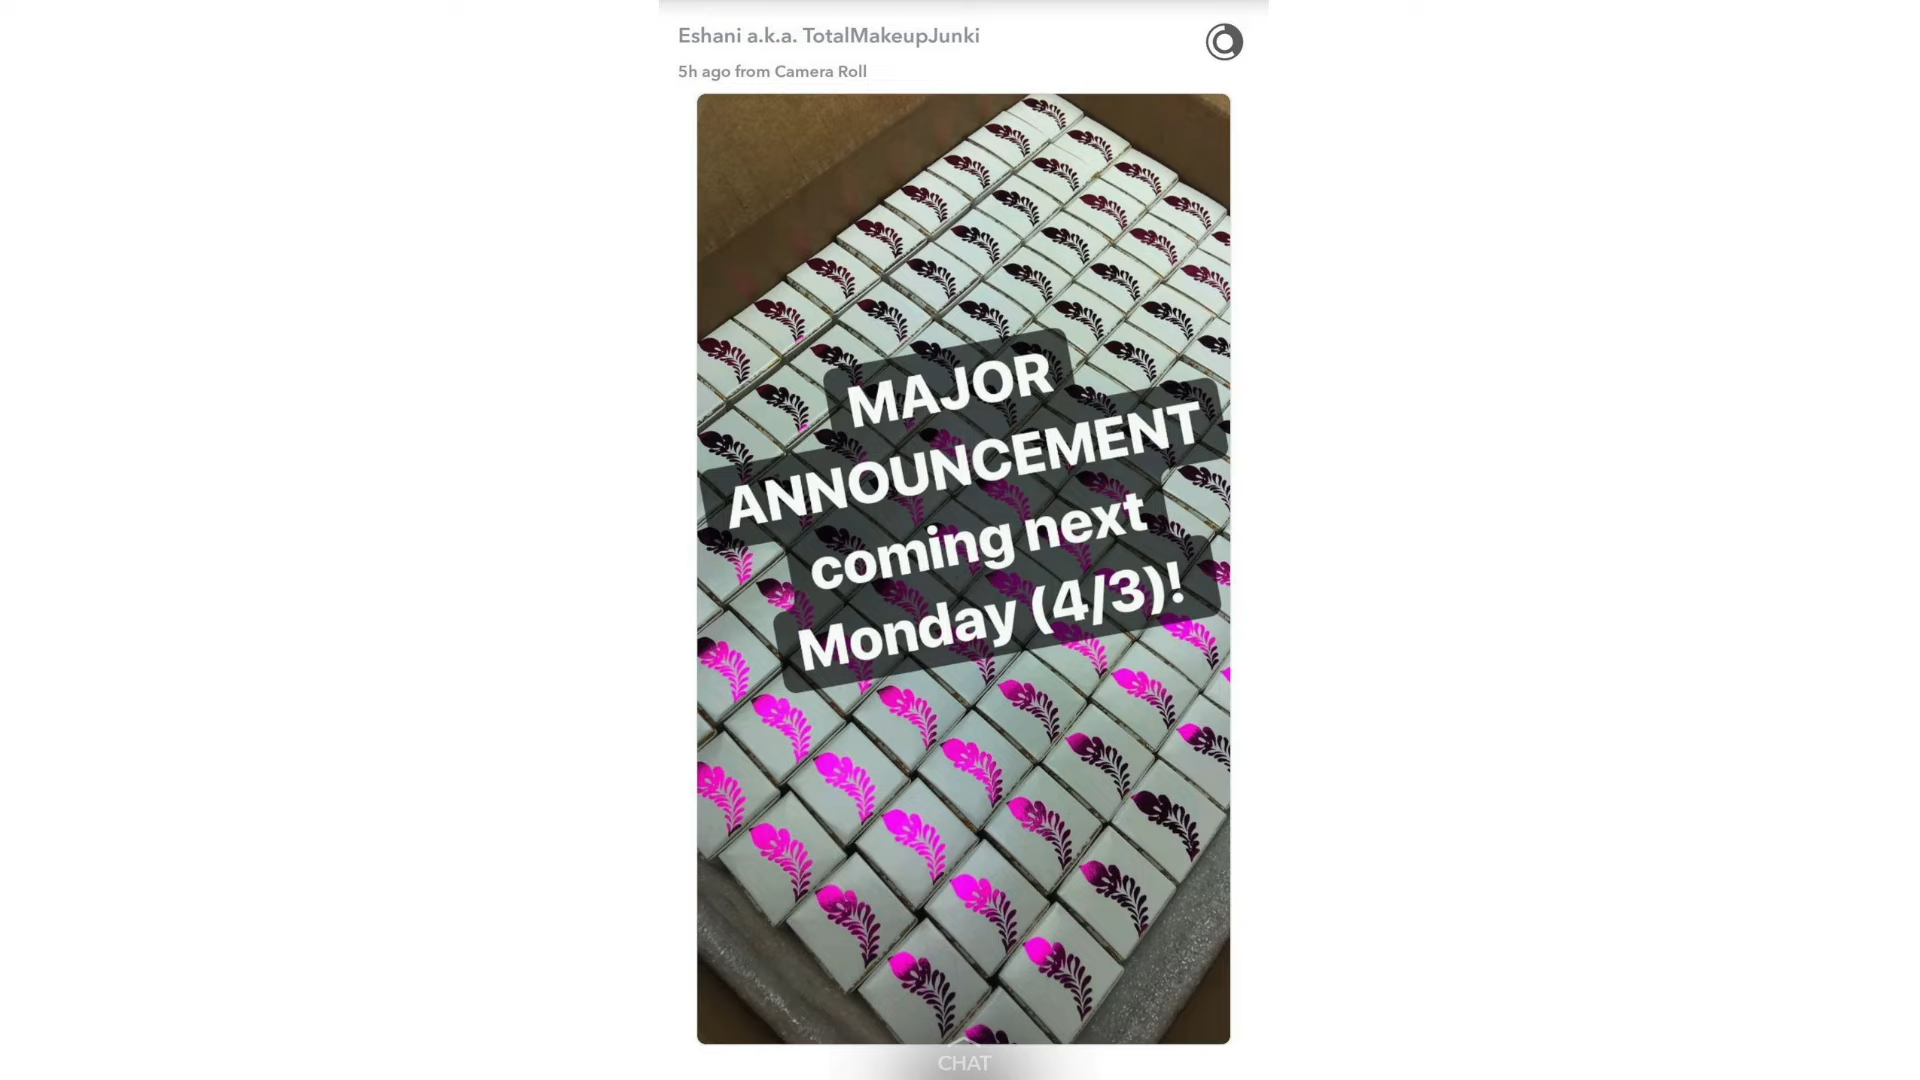 Eshani a.k.a. TotalMakeupJunki
5h ago from Camera Roll
MAJOR
ANNOUNCEMENT
coming next
Monday (4/3)!
CHAT